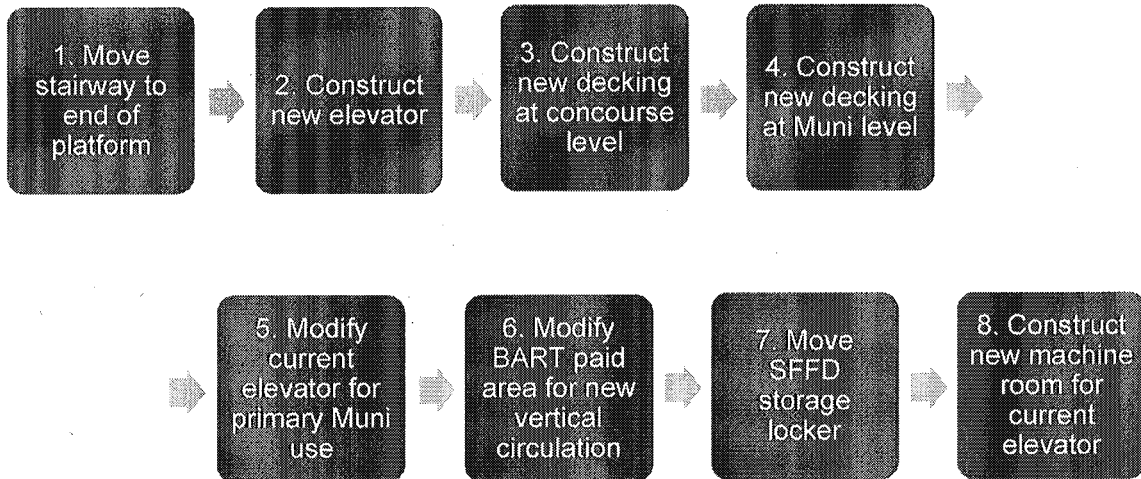 1. Move
stairway to
end of
platform
2. Construct
new elevator
3. Construct
new decking
at concourse
level
4. Construct
new decking
at Muni level
5. Modify
current
elevator for
primary Muni
use
6. Modify
BART paid
area for new
vertical
circulation
7. Move
SFFD
storage
locker
8. Construct
new machine
room for
current
elevator